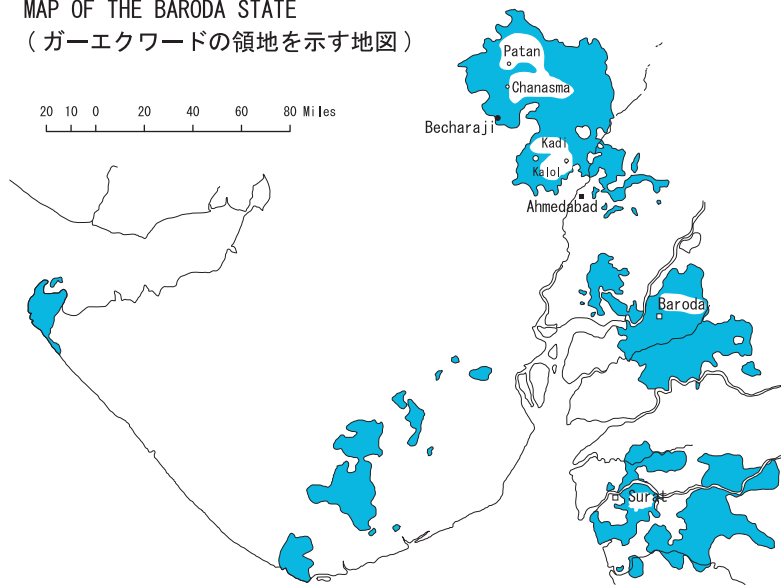 MAP OF THE BARODA STATE
(ガーエクワードの領地を示す地図)
20 10 0 20 40 60 80 Miles
Patan
Chanasma
Becharaji
Kadi
Kalol
Ahmedabad
Baroda
Surat